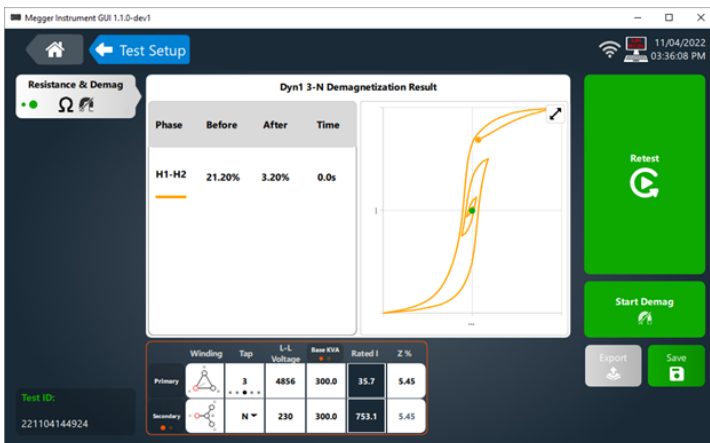 Megger Instrument GUI 1.1.0-dev1
Test Setup
11/04/2022
03:36:08 PM
Resistance & Demag
Ω
Dyn1 3-N Demagnetization Result
Phase Before After Time
H1-H2 21.20% 3.20% 0.0s
Retest
Start Demag
Export
Save
Winding Tap L-L Voltage Base KVA Rated I Z %
Primary 3 4856 300.0 35.7 5.45
Secondary N 230 300.0 753.1 5.45
Test ID:
221104144924